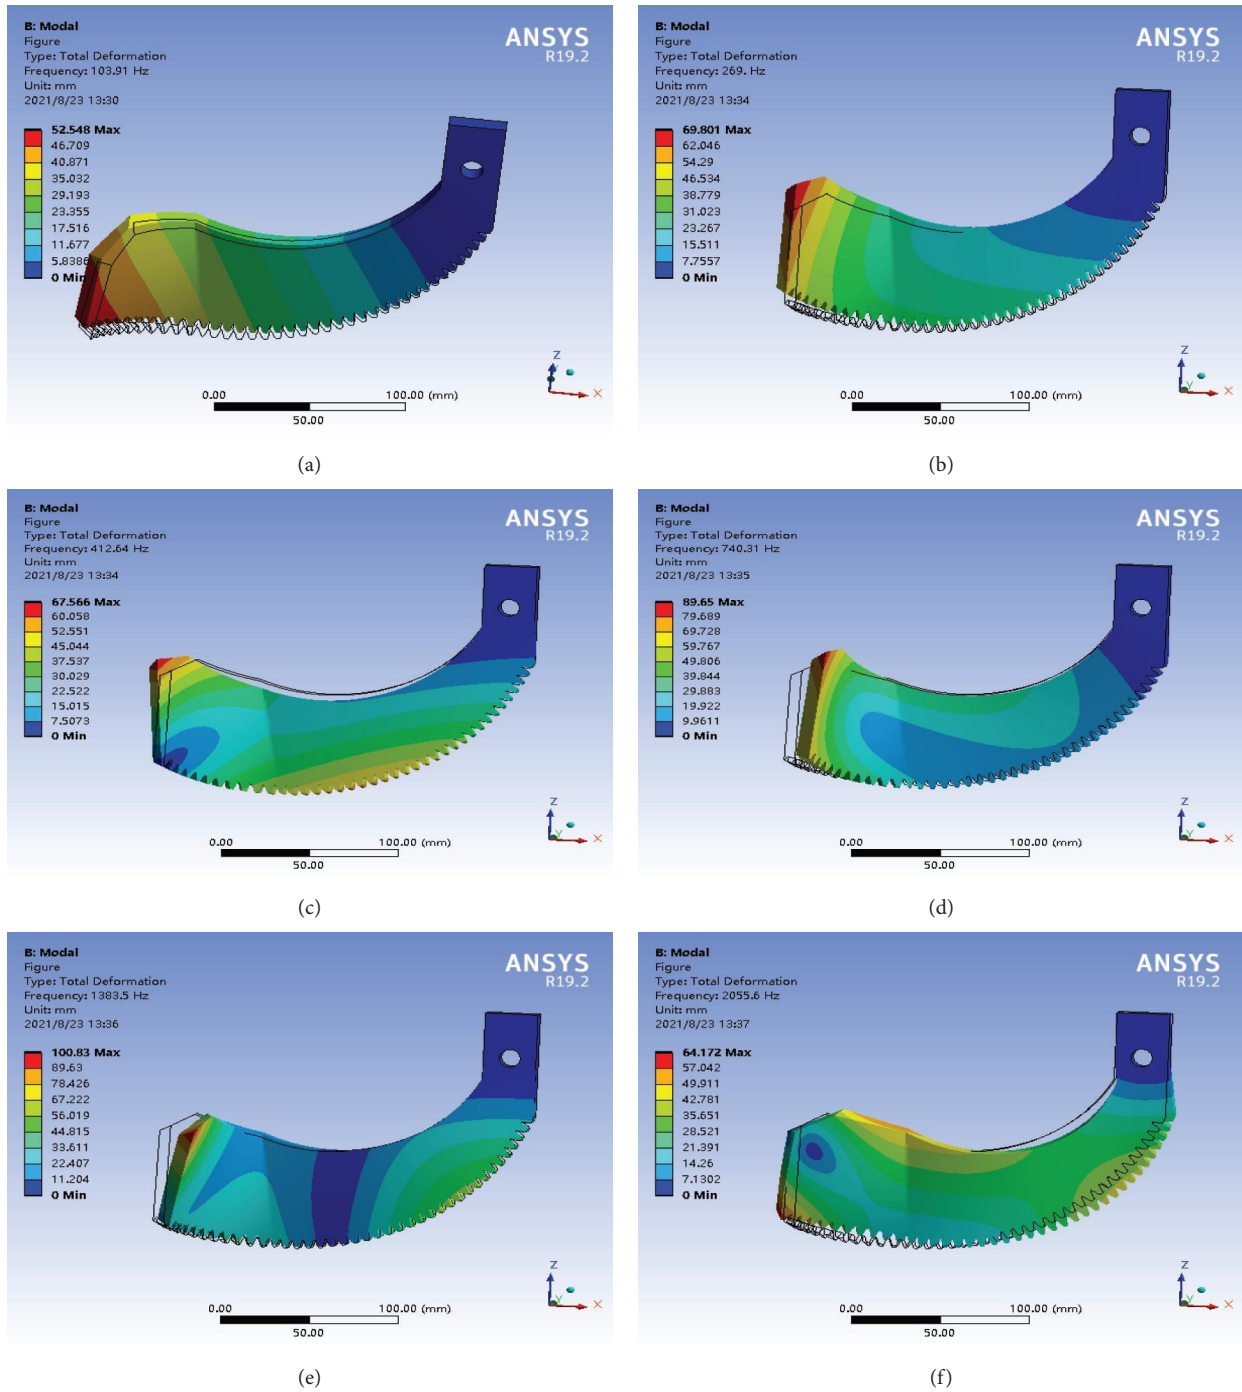 B: Modal
Figure
Type: Total Deformation
Frequency: 103.91 Hz
Unit: mm
2021/8/23 13:30
ANSYS
R19.2
52.548 Max
46.709
40.871
35.032
29.193
23.355
17.516
11.677
5.8386
0 Min
Z
X
0.00
100.00 (mm)
50.00
(a)
B: Modal
Figure
Type: Total Deformation
Frequency: 269. Hz
Unit: mm
2021/8/23 13:34
ANSYS
R19.2
69.801 Max
62.046
54.29
46.534
38.779
31.023
23.267
15.511
7.7557
0 Min
Z
Y
X
0.00
100.00 (mm)
50.00
(b)
B: Modal
Figure
Type: Total Deformation
Frequency: 412.64 Hz
Unit: mm
2021/8/23 13:34
ANSYS
R19.2
67.566 Max
60.058
52.551
45.044
37.537
30.029
22.522
15.015
7.5073
0 Min
Z
Y
X
0.00
100.00 (mm)
50.00
(c)
B: Modal
Figure
Type: Total Deformation
Frequency: 740.31 Hz
Unit: mm
2021/8/23 13:35
ANSYS
R19.2
89.65 Max
79.689
69.728
59.767
49.806
39.844
29.883
19.922
9.9611
0 Min
Z
Y
X
0.00
100.00 (mm)
50.00
(d)
B: Modal
Figure
Type: Total Deformation
Frequency: 1383.5 Hz
Unit: mm
2021/8/23 13:36
ANSYS
R19.2
100.83 Max
89.63
78.426
67.222
56.019
44.815
33.611
22.407
11.204
0 Min
Z
Y
X
0.00
100.00 (mm)
50.00
(e)
B: Modal
Figure
Type: Total Deformation
Frequency: 2055.6 Hz
Unit: mm
2021/8/23 13:37
ANSYS
R19.2
64.172 Max
57.042
49.911
42.781
35.651
28.521
21.391
14.26
7.1302
0 Min
Z
Y
X
0.00
100.00 (mm)
50.00
(f)